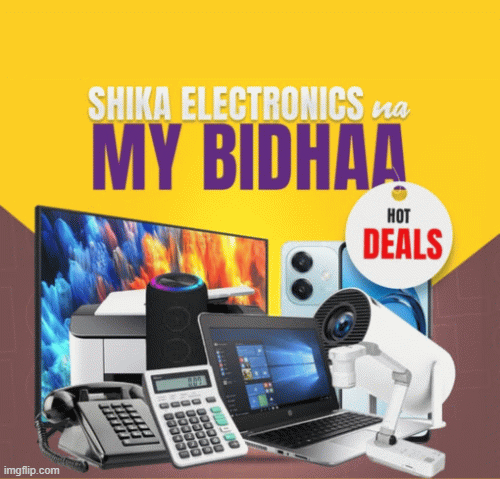 SHIKA ELECTRONICS na
MY BIDHAA
HOT
DEALS
imgflip.com